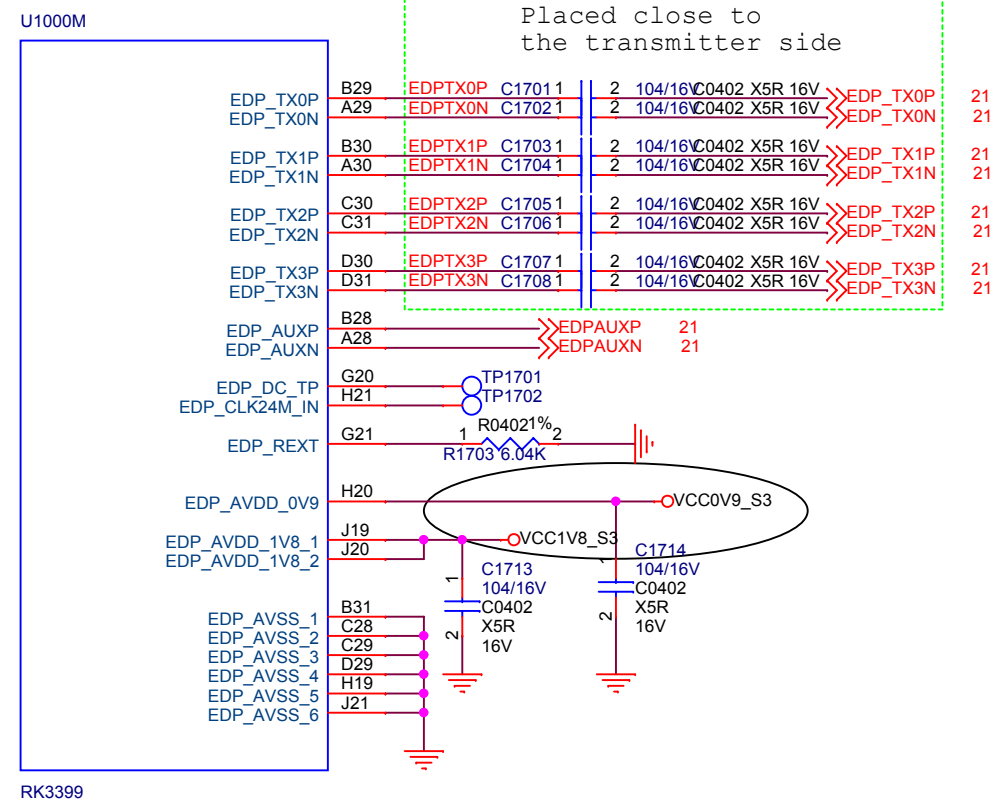 U1000M
Placed close to
the transmitter side
EDP_TX0P B29 EDPTX0P C1701 1 2 104/16V C0402 X5R 16V EDP_TX0P 21
EDP_TX0N A29 EDPTX0N C1702 1 2 104/16V C0402 X5R 16V EDP_TX0N 21
EDP_TX1P B30 EDPTX1P C1703 1 2 104/16V C0402 X5R 16V EDP_TX1P 21
EDP_TX1N A30 EDPTX1N C1704 1 2 104/16V C0402 X5R 16V EDP_TX1N 21
EDP_TX2P C30 EDPTX2P C1705 1 2 104/16V C0402 X5R 16V EDP_TX2P 21
EDP_TX2N C31 EDPTX2N C1706 1 2 104/16V C0402 X5R 16V EDP_TX2N 21
EDP_TX3P D30 EDPTX3P C1707 1 2 104/16V C0402 X5R 16V EDP_TX3P 21
EDP_TX3N D31 EDPTX3N C1708 1 2 104/16V C0402 X5R 16V EDP_TX3N 21
EDP_AUXP B28 EDPAUXP 21
EDP_AUXN A28 EDPAUXN 21
EDP_DC_TP G20 TP1701
EDP_CLK24M_IN H21 TP1702
R0402 1%
EDP_REXT G21 1 2
R1703 6.04K
EDP_AVDD_0V9 H20 VCC0V9_S3
EDP_AVDD_1V8_1 J19 VCC1V8_S3
EDP_AVDD_1V8_2 J20
C1714
1
104/16V
C0402
X5R
16V
2
C1713
1
104/16V
C0402
X5R
16V
2
EDP_AVSS_1 B31
EDP_AVSS_2 C28
EDP_AVSS_3 C29
EDP_AVSS_4 D29
EDP_AVSS_5 H19
EDP_AVSS_6 J21
RK3399